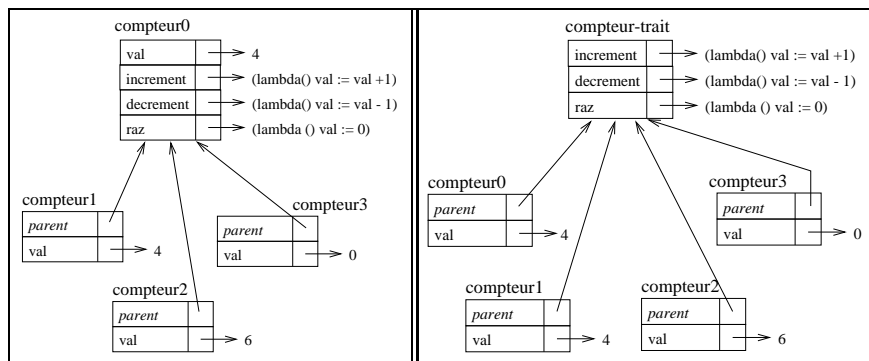 compteur0
val 4
increment (lambda() val := val +1)
decrement (lambda() val := val - 1)
raz (lambda () val := 0)
compteur1
parent
val 4
compteur3
parent
val 0
compteur2
parent
val 6
compteur-trait
increment (lambda() val := val +1)
decrement (lambda() val := val - 1)
raz (lambda () val := 0)
compteur0
parent
val 4
compteur3
parent
val 0
compteur1
parent
val 4
compteur2
parent
val 6